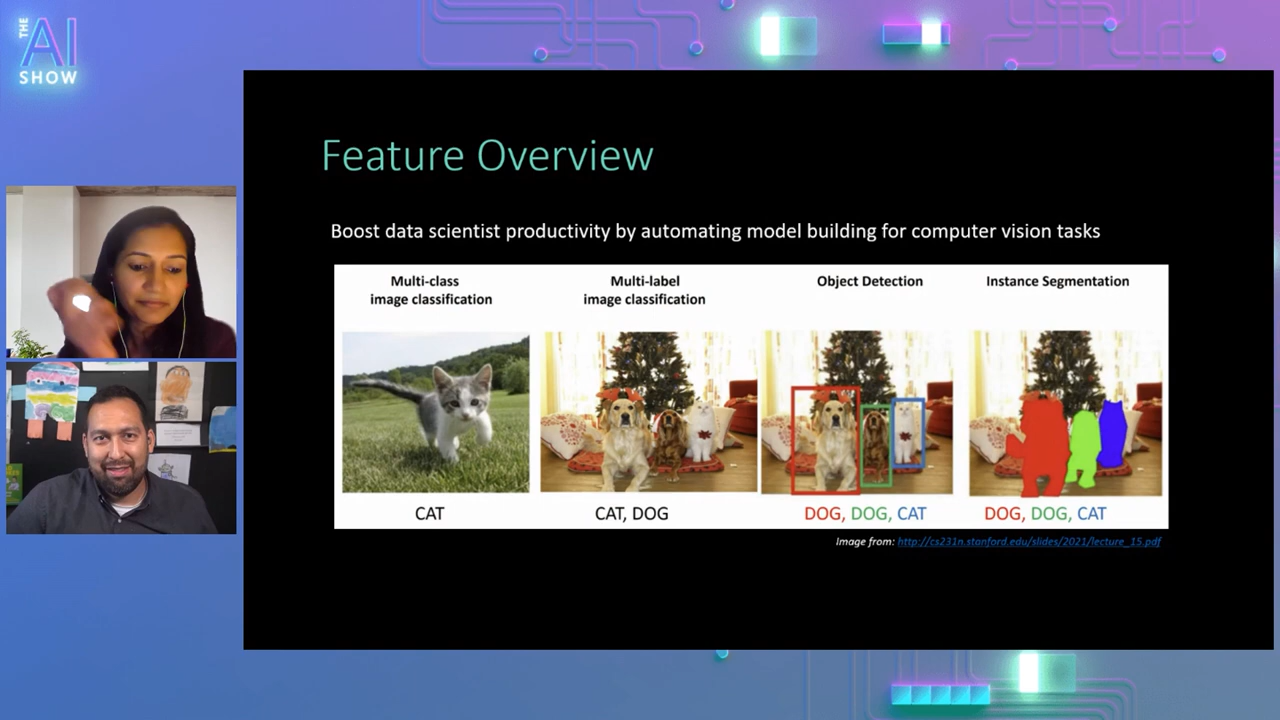 THE
AI
SHOW
Feature Overview
Boost data scientist productivity by automating model building for computer vision tasks
Multi-class
image classification
Multi-label
image classification
Object Detection
Instance Segmentation
CAT
CAT, DOG
DOG, DOG, CAT
DOG, DOG, CAT
Image from: http://cs231n.stanford.edu/slides/2021/lecture_15.pdf